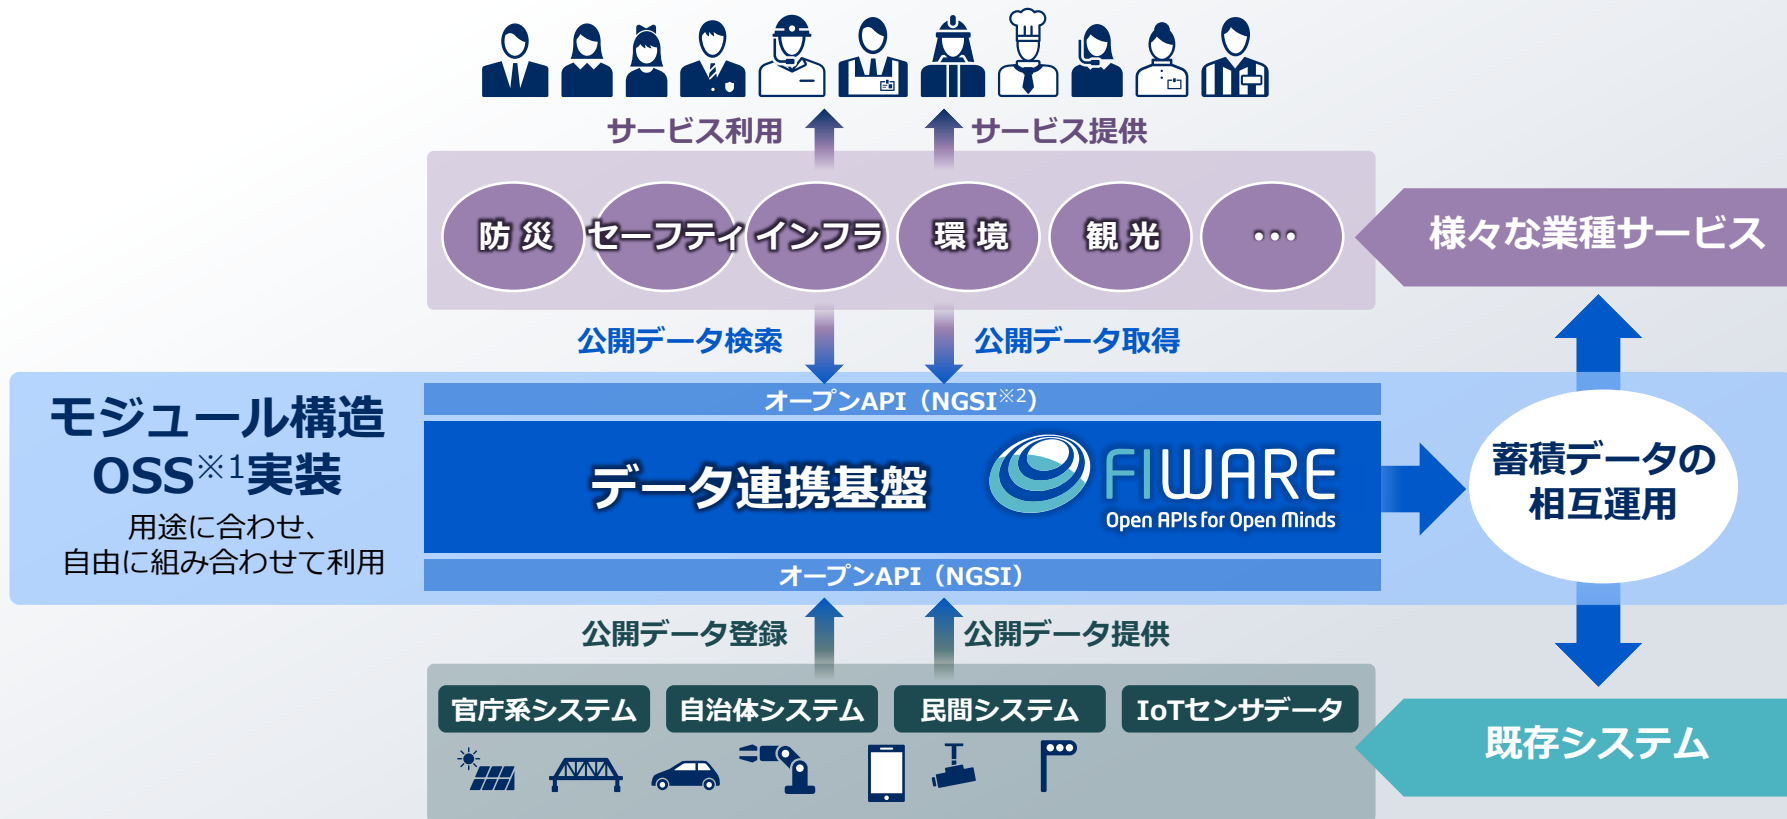 サービス利用
サービス提供
防災
セーフティ
インフラ
環境
観光
・・・
様々な業種サービス
公開データ検索
公開データ取得
オープンAPI（NGSI※2）
モジュール構造
OSS※1実装
用途に合わせ、
自由に組み合わせて利用
データ連携基盤
FIWARE
Open APIs for Open Minds
蓄積データの
相互運用
オープンAPI（NGSI）
公開データ登録
公開データ提供
官庁系システム
自治体システム
民間システム
IoTセンサデータ
既存システム